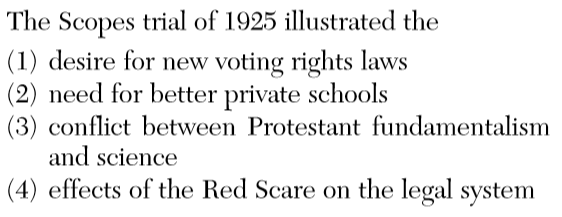 The Scopes trial of 1925 illustrated the
(1) desire for new voting rights laws
(2) need for better private schools
(3) conflict between Protestant fundamentalism
and science
(4) effects of the Red Scare on the legal system